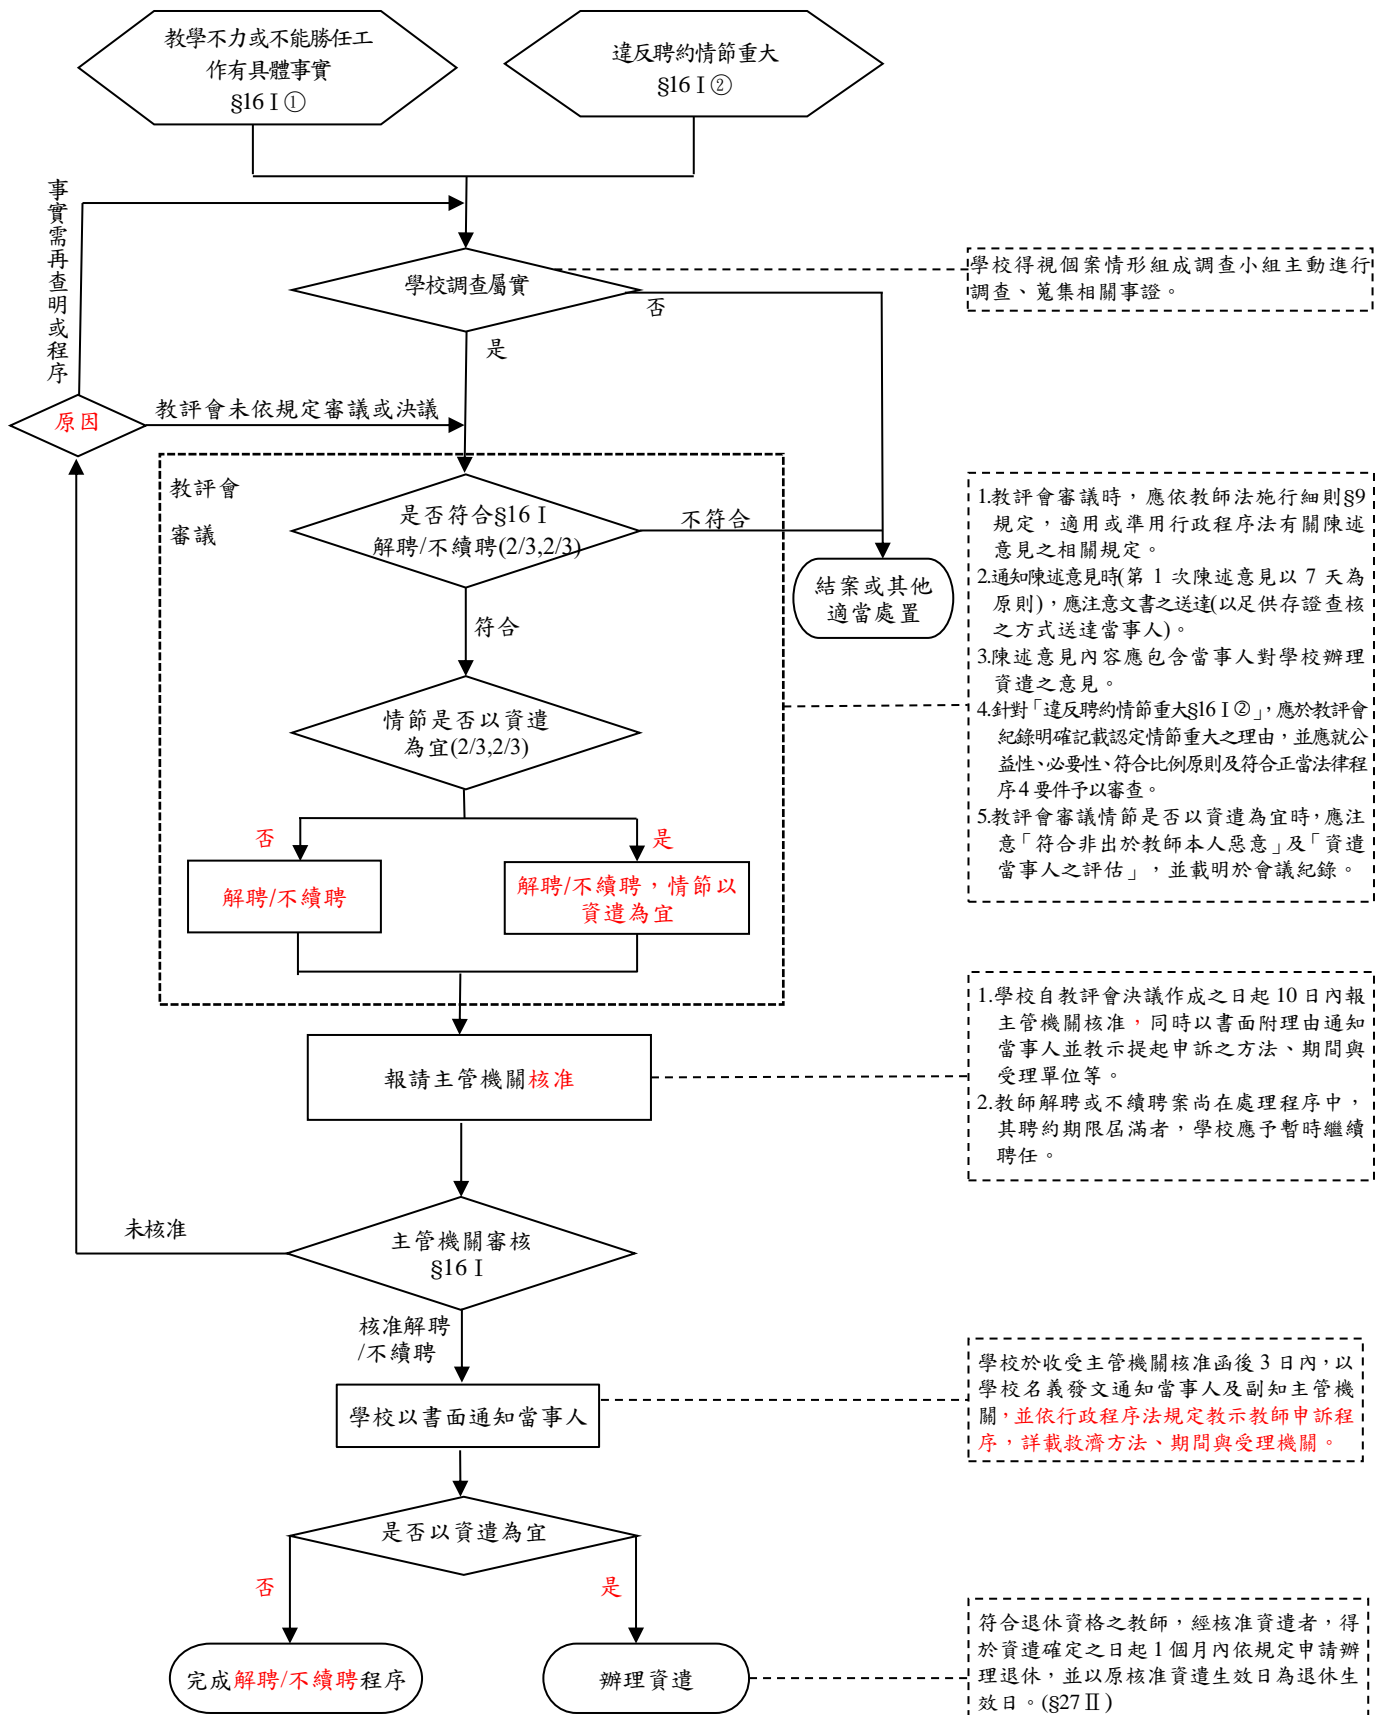 教學不力或不能勝任工
作有具體事實
§16 I ①
違反聘約情節重大
§16 I ②
事實需再查明或程序
學校調查屬實
否
是
學校得視個案情形組成調查小組主動進行
調查、蒐集相關事證。
原因
教評會未依規定審議或決議
教評會
審議
是否符合§16 I
解聘/不續聘(2/3,2/3)
不符合
結案或其他
適當處置
符合
情節是否以資遣
為宜(2/3,2/3)
否
是
解聘/不續聘
解聘/不續聘，情節以
資遣為宜
1.教評會審議時，應依教師法施行細則§9
規定，適用或準用行政程序法有關陳述
意見之相關規定。
2.通知陳述意見時(第 1 次陳述意見以 7 天為
原則)，應注意文書之送達(以足供存證查核
之方式送達當事人)。
3.陳述意見內容應包含當事人對學校辦理
資遣之意見。
4.針對「違反聘約情節重大§16 I ②」，應於教評會
紀錄明確記載認定情節重大之理由，並應就公
益性、必要性、符合比例原則及符合正當法律程
序 4 要件予以審查。
5.教評會審議情節是否以資遣為宜時，應注
意「符合非出於教師本人惡意」及「資遣
當事人之評估」，並載明於會議紀錄。
報請主管機關核准
1.學校自教評會決議作成之日起 10 日內報
主管機關核准，同時以書面附理由通知
當事人並教示提起申訴之方法、期間與
受理單位等。
2.教師解聘或不續聘案尚在處理程序中，
其聘約期限屆滿者，學校應予暫時繼續
聘任。
未核准
主管機關審核
§16 I
核准解聘
/不續聘
學校以書面通知當事人
學校於收受主管機關核准函後 3 日內，以
學校名義發文通知當事人及副知主管機
關，並依行政程序法規定教示教師申訴程
序，詳載救濟方法、期間與受理機關。
是否以資遣為宜
否
是
完成解聘/不續聘程序
辦理資遣
符合退休資格之教師，經核准資遣者，得
於資遣確定之日起 1 個月內依規定申請辦
理退休，並以原核准資遣生效日為退休生
效日。(§27 II )